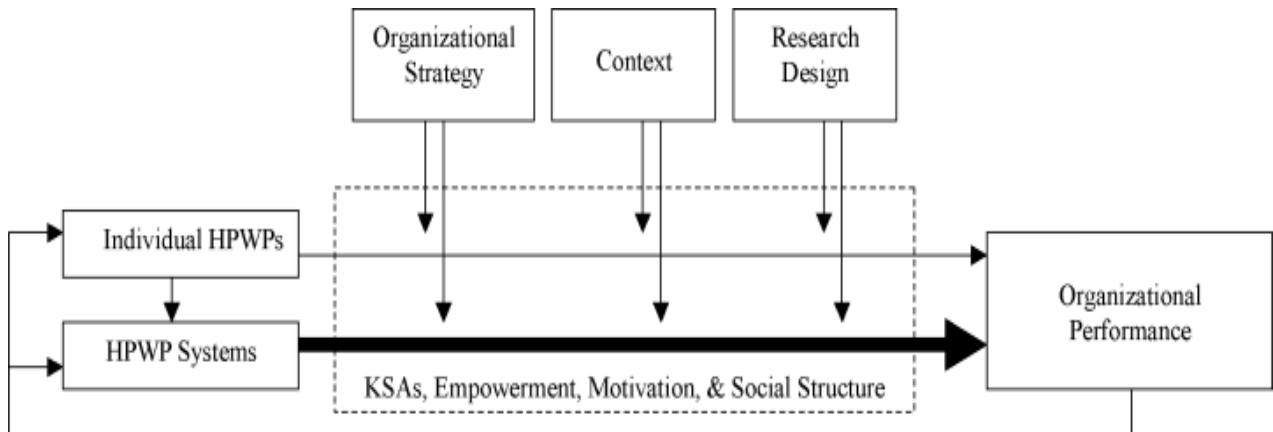 Organizational
Strategy
Context
Research
Design
Individual HPWPs
HPWP Systems
Organizational
Performance
KSAs, Empowerment, Motivation, & Social Structure